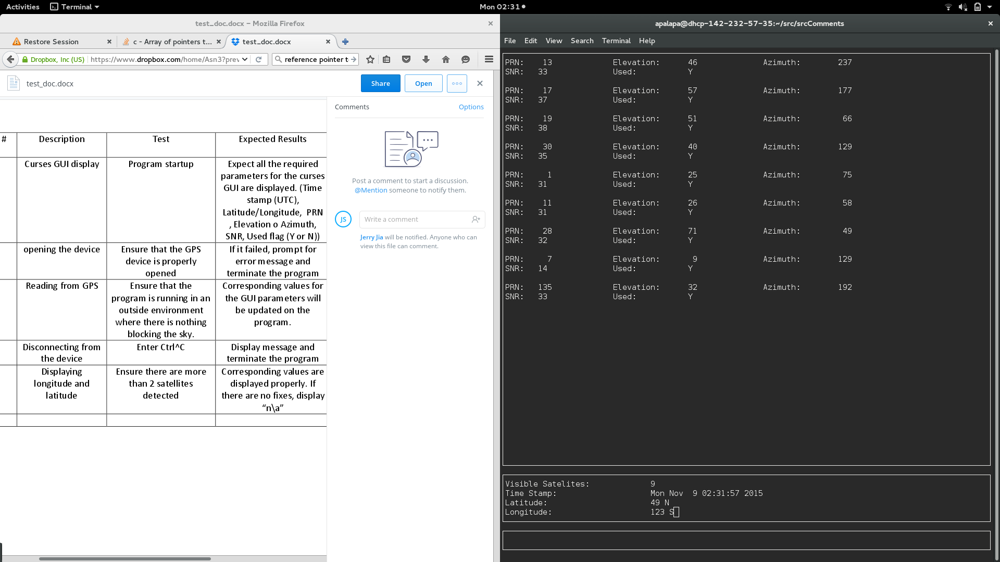 Activities Terminal Mon 02:31
test_doc.docx - Mozilla Firefox
Restore Session c - Array of pointers t... test_doc.docx
Dropbox, Inc (US) https://www.dropbox.com/home/Asn3?prev reference pointer t
test_doc.docx Share Open
Comments Options
Post a comment to start a discussion.
@Mention someone to notify them.
JS Write a comment
Jerry Jia will be notified. Anyone who can
view this file can comment.
# Description Test Expected Results
Curses GUI display Program startup Expect all the required
parameters for the curses
GUI are displayed. (Time
stamp (UTC),
Latitude/Longitude, PRN
, Elevation o Azimuth,
SNR, Used flag (Y or N))
opening the device Ensure that the GPS If it failed, prompt for
device is properly error message and
opened terminate the program
Reading from GPS Ensure that the Corresponding values for
program is running in an the GUI parameters will
outside environment be updated on the
where there is nothing program.
blocking the sky.
Disconnecting from Enter Ctrl^C Display message and
the device terminate the program
Displaying Ensure there are more Corresponding values are
longitude and than 2 satellites displayed properly. If
latitude detected there are no fixes, display
“n\a”
apalapa@dhcp-142-232-57-35:~/src/srcComments
File Edit View Search Terminal Help
PRN: 13 Elevation: 46 Azimuth: 237
SNR: 33 Used: Y
PRN: 17 Elevation: 57 Azimuth: 177
SNR: 37 Used: Y
PRN: 19 Elevation: 51 Azimuth: 66
SNR: 38 Used: Y
PRN: 30 Elevation: 40 Azimuth: 129
SNR: 35 Used: Y
PRN: 1 Elevation: 25 Azimuth: 75
SNR: 31 Used: Y
PRN: 11 Elevation: 26 Azimuth: 58
SNR: 31 Used: Y
PRN: 28 Elevation: 71 Azimuth: 49
SNR: 32 Used: Y
PRN: 7 Elevation: 9 Azimuth: 129
SNR: 14 Used: Y
PRN: 135 Elevation: 32 Azimuth: 192
SNR: 33 Used: Y
Visible Satelites: 9
Time Stamp: Mon Nov 9 02:31:57 2015
Latitude: 49 N
Longitude: 123 S